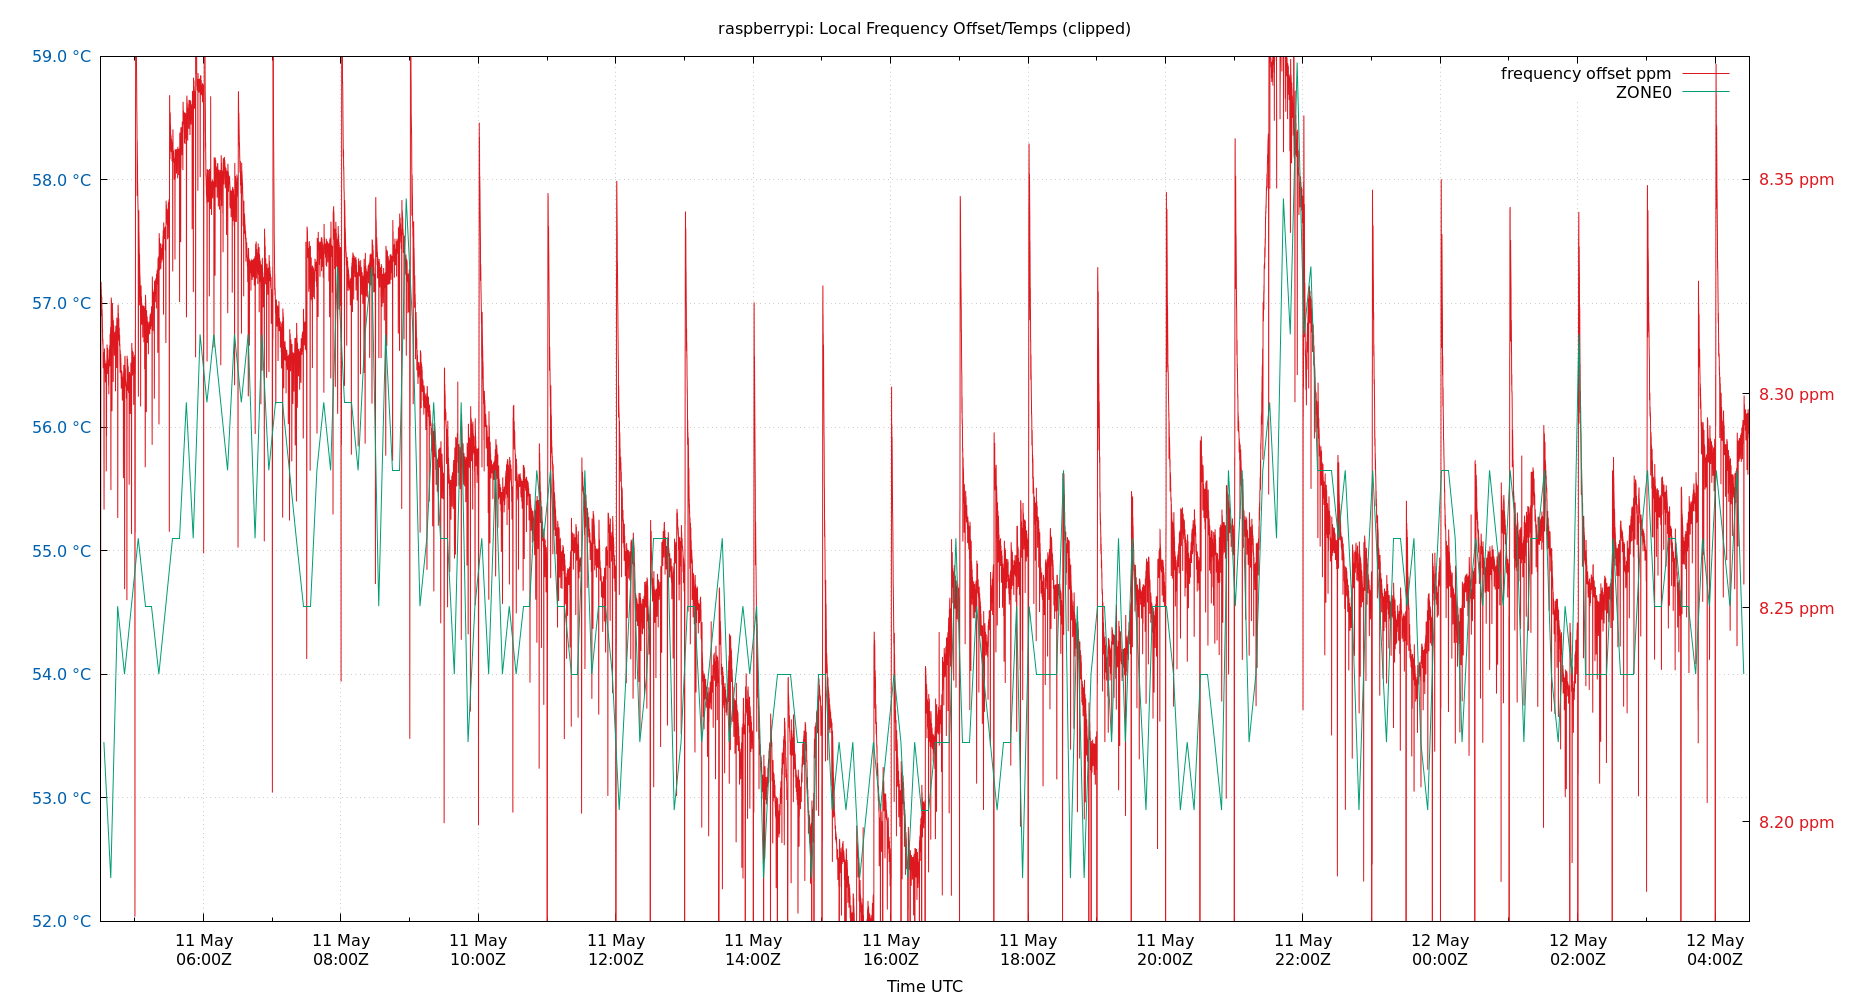 raspberrypi: Local Frequency Offset/Temps (clipped)
frequency offset ppm
ZONE0
59.0 °C
58.0 °C
57.0 °C
56.0 °C
55.0 °C
54.0 °C
53.0 °C
52.0 °C
8.35 ppm
8.30 ppm
8.25 ppm
8.20 ppm
11 May
06:00Z
11 May
08:00Z
11 May
10:00Z
11 May
12:00Z
11 May
14:00Z
11 May
16:00Z
11 May
18:00Z
11 May
20:00Z
11 May
22:00Z
12 May
00:00Z
12 May
02:00Z
12 May
04:00Z
Time UTC